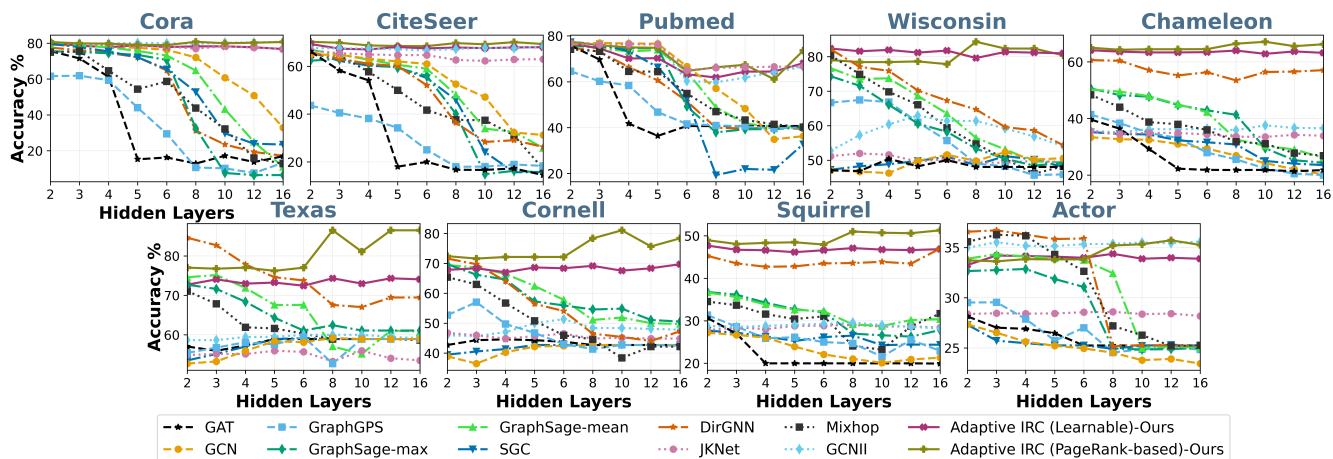 Cora CiteSeer Pubmed Wisconsin Chameleon
Accuracy %
80 60 40 20
60 40 20
80 60 40 20
80 70 60 50
60 40 20
2 3 4 5 6 8 10 12 16
2 3 4 5 6 8 10 12 16
2 3 4 5 6 8 10 12 16
2 3 4 5 6 8 10 12 16
2 3 4 5 6 8 10 12 16
Hidden Layers
Texas Cornell Squirrel Actor
Accuracy %
80 70 60
80 70 60 50 40
50 40 30 20
35 30 25
2 3 4 5 6 8 10 12 16
2 3 4 5 6 8 10 12 16
2 3 4 5 6 8 10 12 16
2 3 4 5 6 8 10 12 16
Hidden Layers Hidden Layers Hidden Layers Hidden Layers
GAT GraphGPS GraphSage-mean DirGNN Mixhop Adaptive IRC (Learnable)-Ours
GCN GraphSage-max SGC JKNet GCNII Adaptive IRC (PageRank-based)-Ours